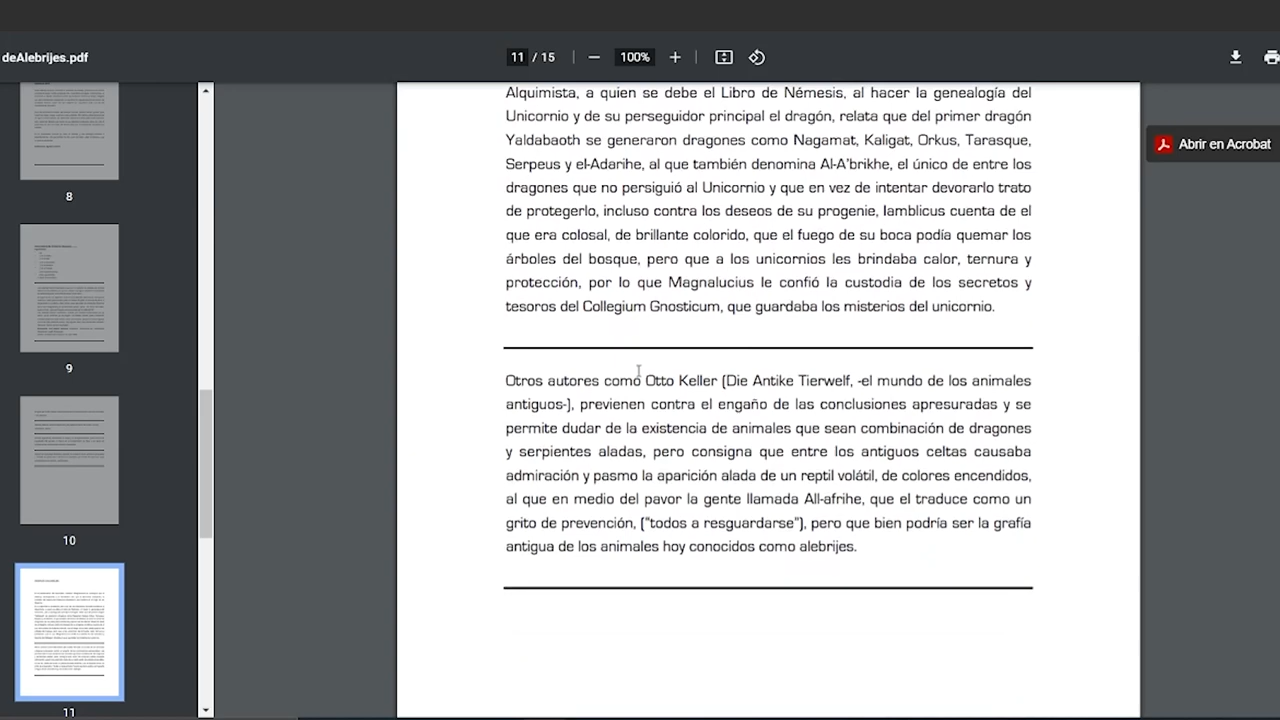 deAlebrijes.pdf
11 / 15
100%
Abrir en Acrobat
8
9
10
11
Alquimista, a quien se debe el Libro de Némesis, al hacar la genealogía del
Unicornio y de su perseguidor principal el dragón, relata que del primer dragón
Yaldabaoth se generaron dragones como Nagamat, Kaligat, Orkus, Tarasque,
Serpeus y el-Adarihe, al que también denomina Al-A'brikhe, el único de entre los
dragones que no persiguió al Unicornio y que en vez de intentar devorarlo trato
de protegerlo, incluso contra los deseos de su progenie, Iamblicus cuenta de el
que era colosal, de brillante colorido, que el fuego de su boca podía quemar los
árboles del bosque, pero que a los unicornios les brindaba calor, ternura y
protección, por lo que Magnalucius le confió la custodia de los secretos y
tesoros del Collegium Gnosticum, que guardaba los misterios del unicornio.
Otros autores como Otto Keller (Die Antike Tierwelf, -el mundo de los animales
antiguos-), previenen contra el engaño de las conclusiones apresuradas y se
permite dudar de la existencia de animales que sean combinación de dragones
y serpientes aladas, pero consigna que entre los antiguos celtas causaba
admiración y pasmo la aparición alada de un reptil volátil, de colores encendidos,
al que en medio del pavor la gente llamada All-afrihe, que el traduce como un
grito de prevención, ("todos a resguardarse"), pero que bien podría ser la grafía
antigua de los animales hoy conocidos como alebrijes.